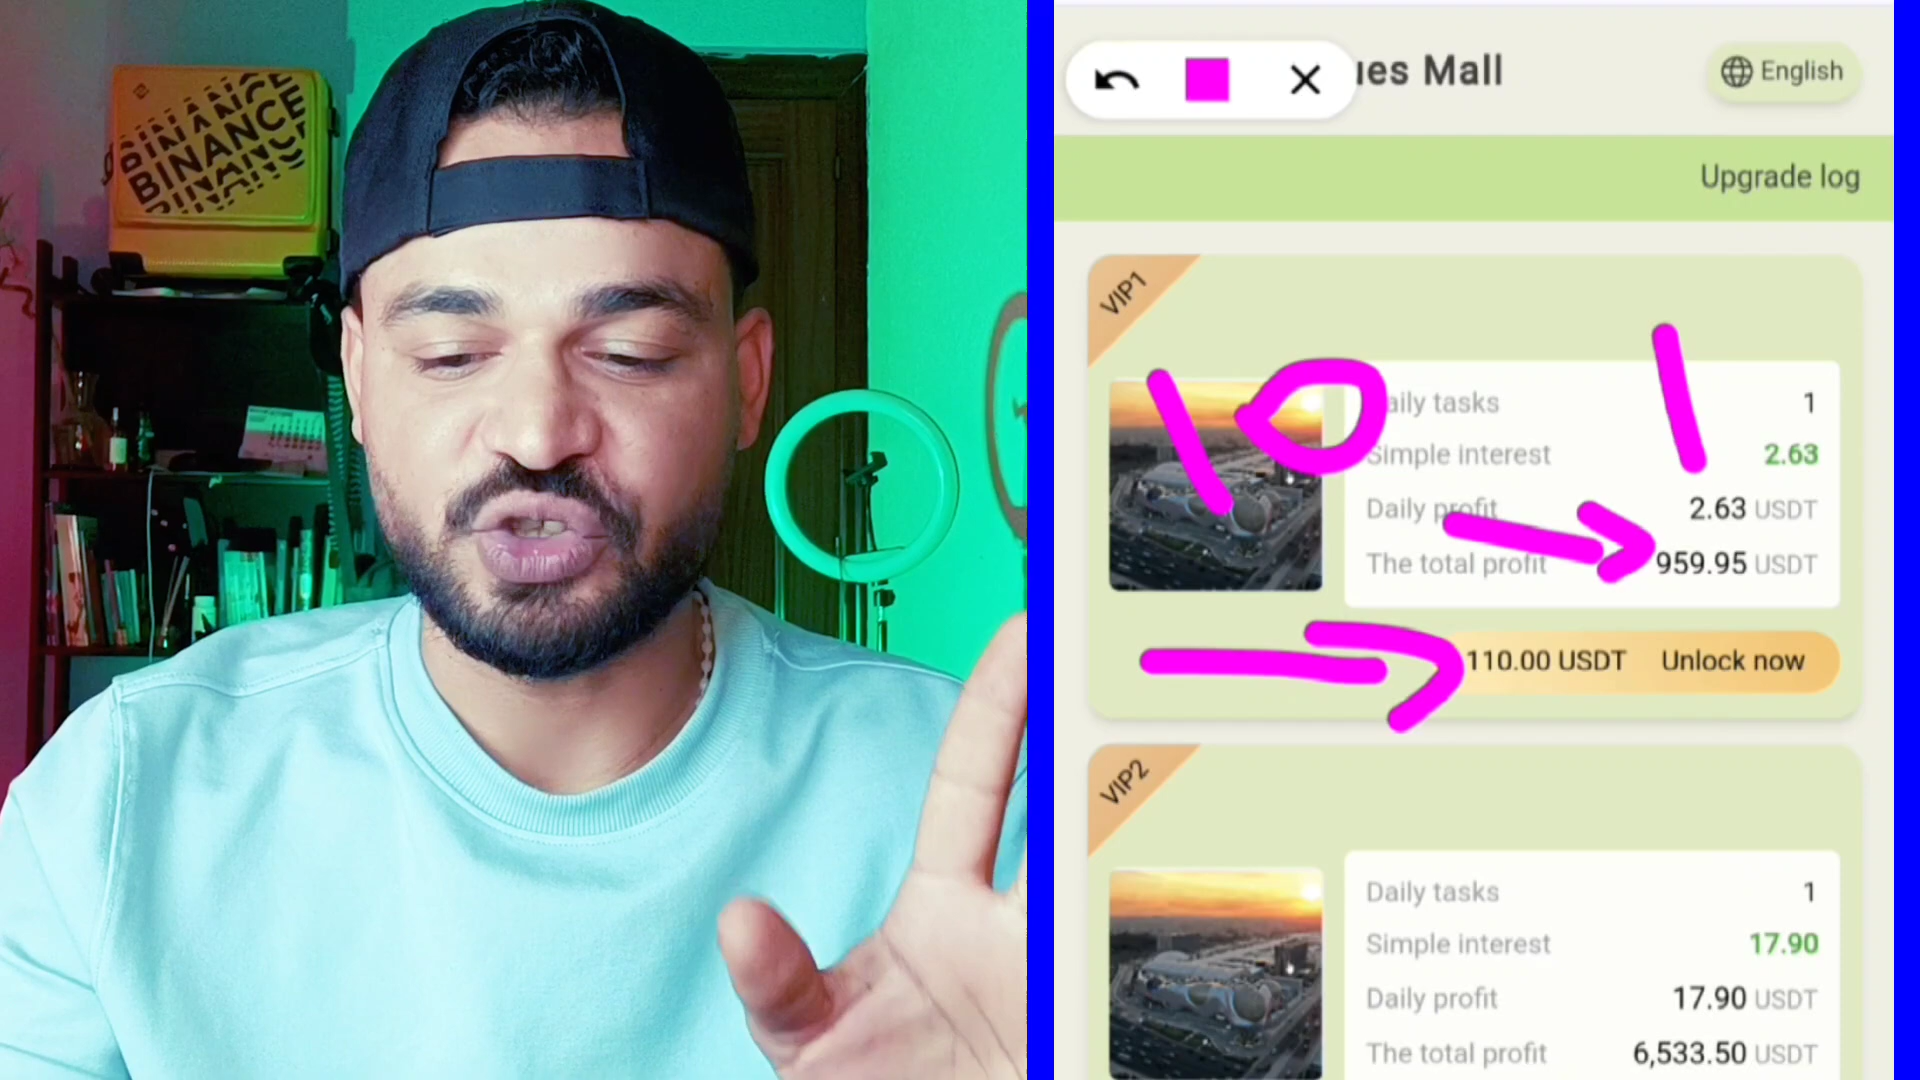 BINANCE
BINANCE
BINANCE
ues Mall
English
Upgrade log
VIP1
10
aily tasks 1
Simple interest 2.63
Daily profit 2.63 USDT
The total profit 959.95 USDT
110.00 USDT Unlock now
VIP2
Daily tasks 1
Simple interest 17.90
Daily profit 17.90 USDT
The total profit 6,533.50 USDT